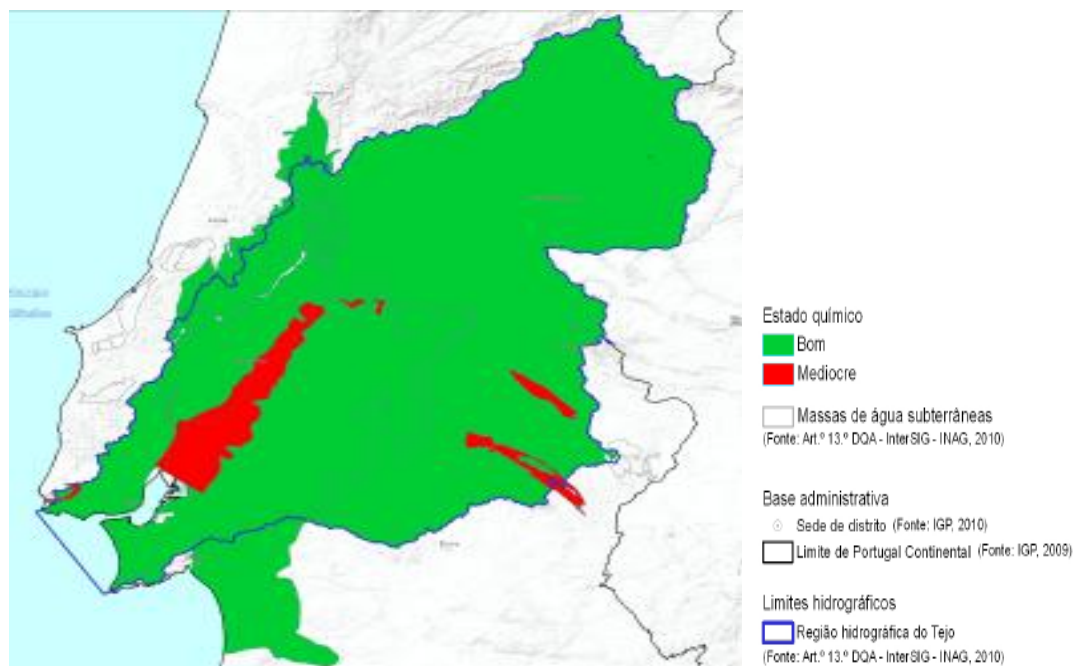 Estado químico
Bom
Medíocre
Massas de água subterrâneas
(Fonte: Art.º 13.º DQA - InterSIG - INAG, 2010)
Base administrativa
Sede de distrito (Fonte: IGP, 2010)
Limite de Portugal Continental (Fonte: IGP, 2009)
Limites hidrográficos
Região hidrográfica do Tejo
(Fonte: Art.º 13.º DQA - InterSIG - INAG, 2010)